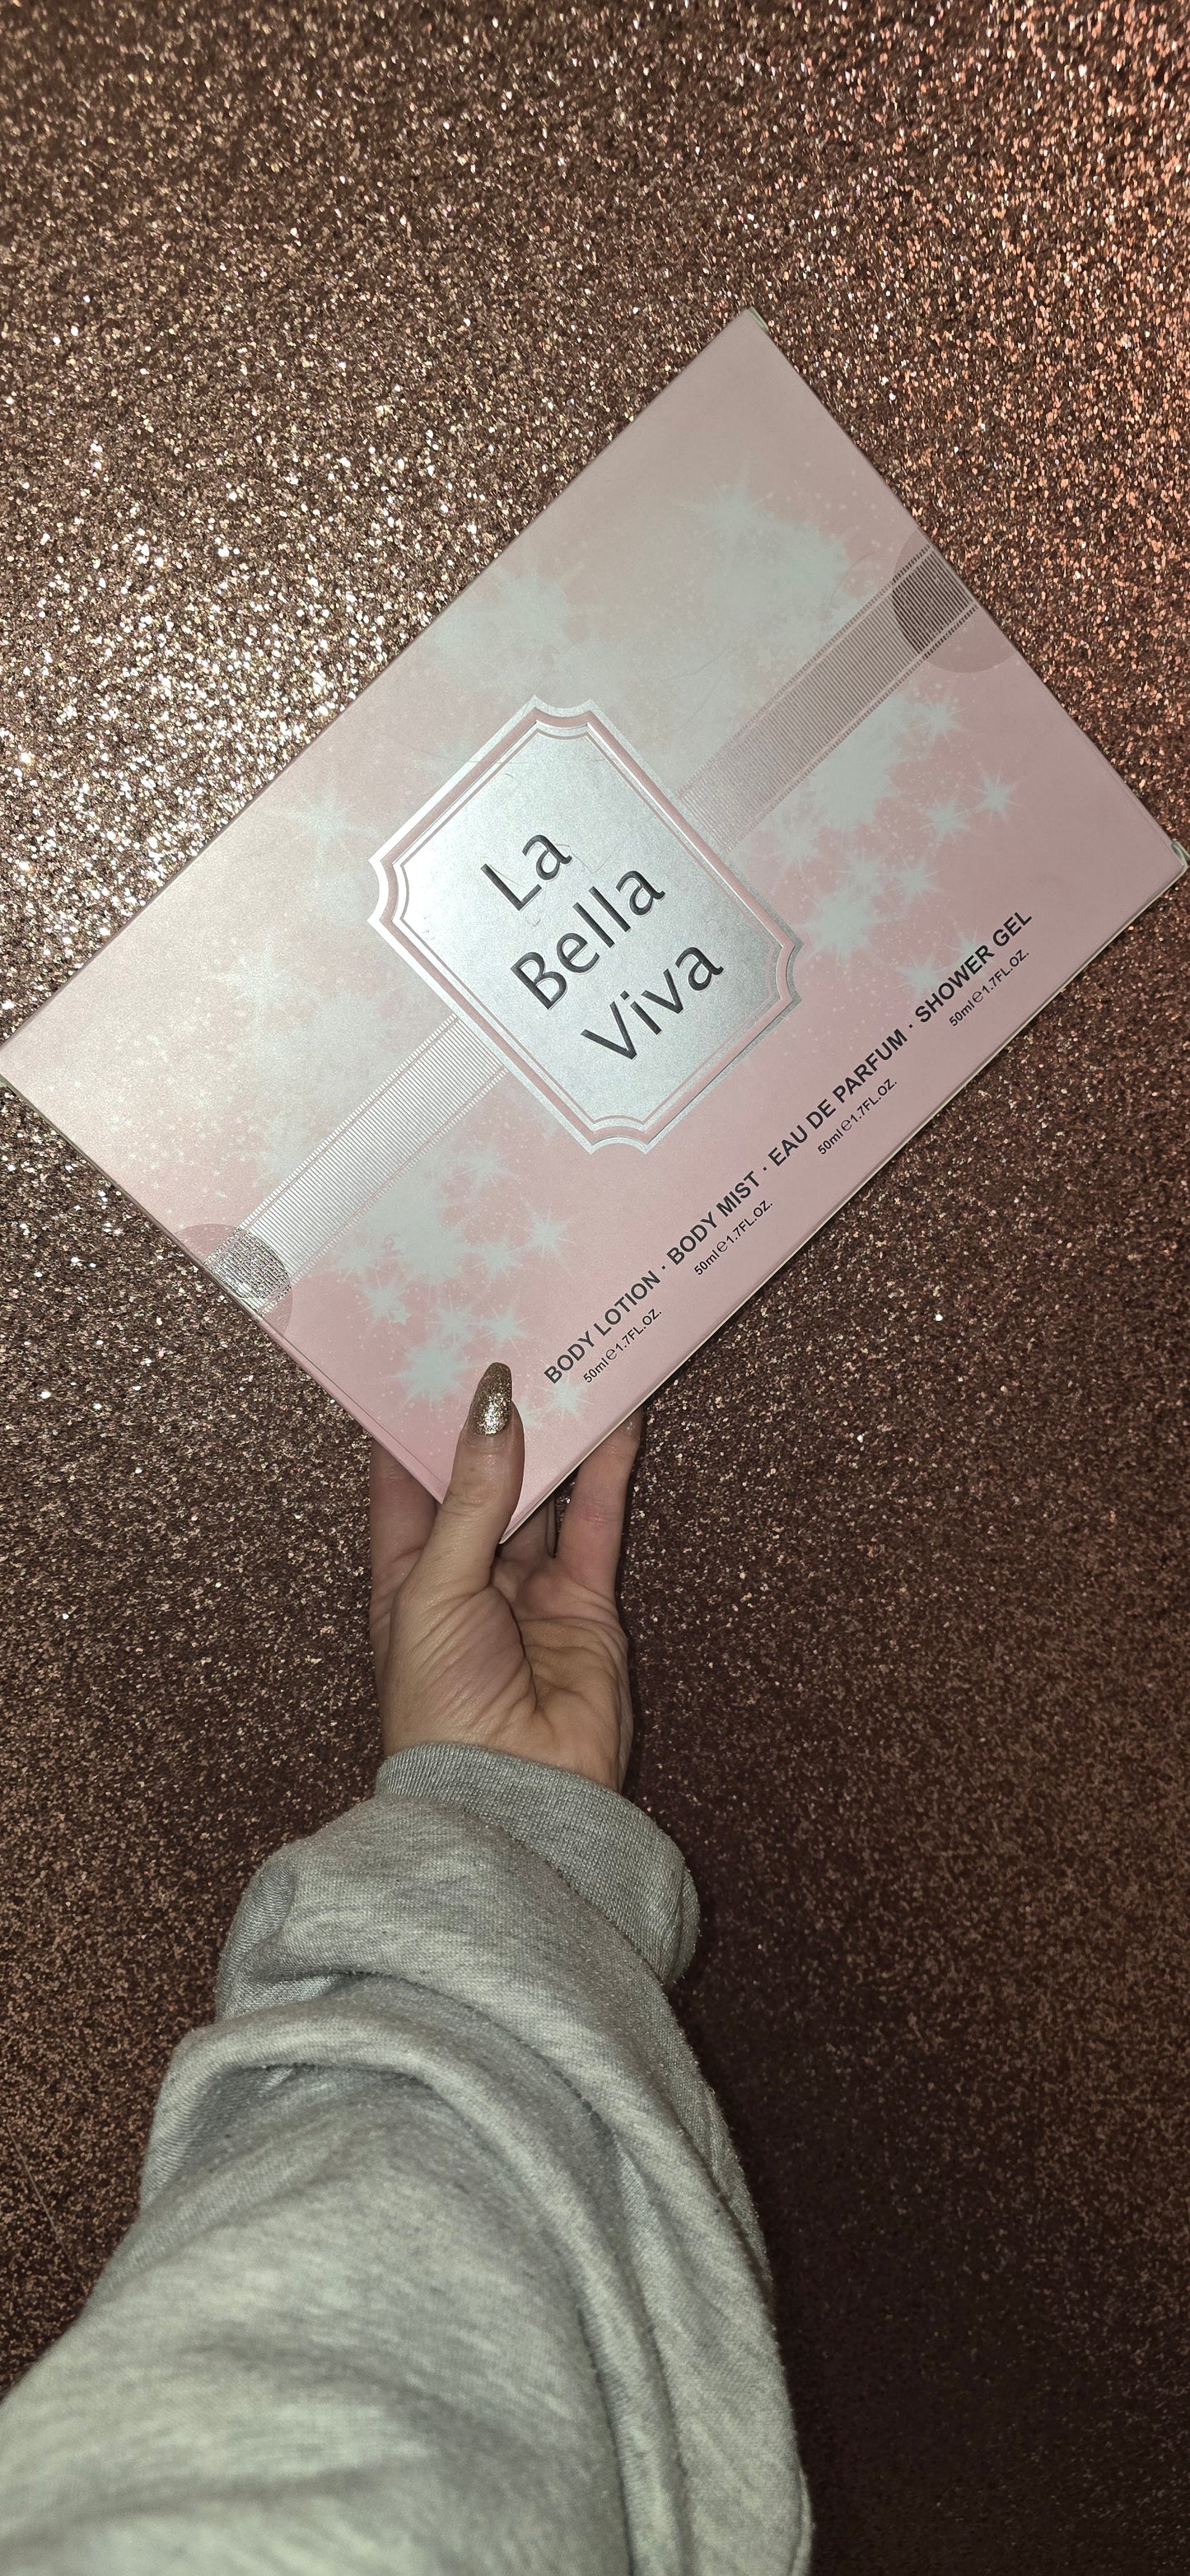 La
Bella
Viva
BODY LOTION · BODY MIST · EAU DE PARFUM · SHOWER GEL
50ml℮1.7FL.OZ. 50ml℮1.7FL.OZ. 50ml℮1.7FL.OZ. 50ml℮1.7FL.OZ.